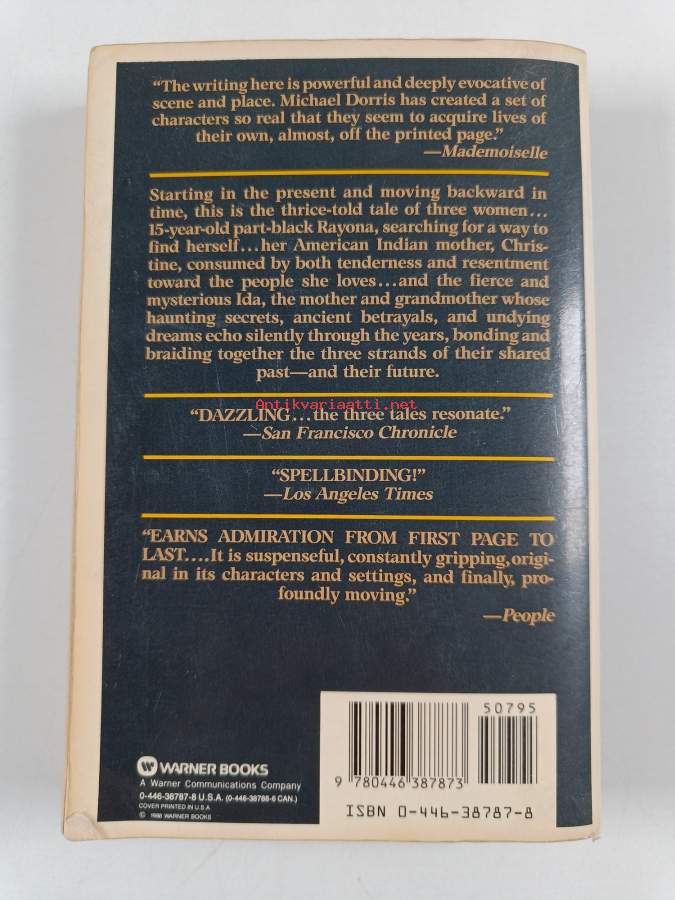 “The writing here is powerful and deeply evocative of
scene and place. Michael Dorris has created a set of
characters so real that they seem to acquire lives of
their own, almost, off the printed page.”
—Mademoiselle
Starting in the present and moving backward in
time, this is the thrice-told tale of three women...
15-year-old part-black Rayona, searching for a way to
find herself...her American Indian mother, Chris-
tine, consumed by both tenderness and resentment
toward the people she loves...and the fierce and
mysterious Ida, the mother and grandmother whose
haunting secrets, ancient betrayals, and undying
dreams echo silently through the years, bonding and
braiding together the three strands of their shared
past—and their future.
Antikvariaatti.net
“DAZZLING...the three tales resonate.”
—San Francisco Chronicle
“SPELLBINDING!”
—Los Angeles Times
“EARNS ADMIRATION FROM FIRST PAGE TO
LAST....It is suspenseful, constantly gripping, origi-
nal in its characters and settings, and finally, pro-
foundly moving.”
—People
50795
9 780446 387873
ISBN 0-446-38787-8
W WARNER BOOKS
A Warner Communications Company
0-446-38787-8 U.S.A. (0-446-38788-6 CAN.)
COVER PRINTED IN U.S.A.
© 1988 WARNER BOOKS